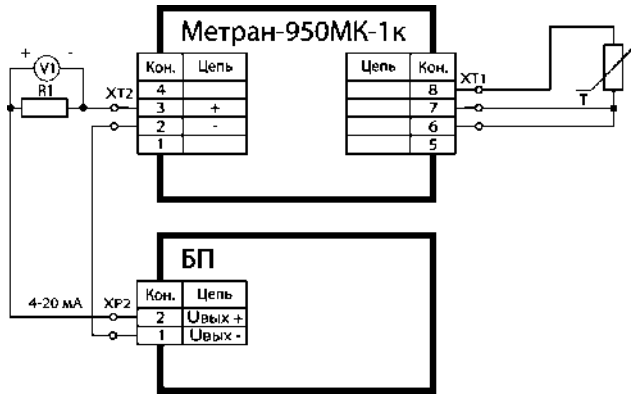 Метран-950МК-1к
+ V1 -
R1
XT2
Кон. Цепь
4
3 +
2 -
1
Цепь Кон.
8
7
6
5
XT1
T
БП
4-20 мА XP2
Кон. Цепь
2 Uвых +
1 Uвых -